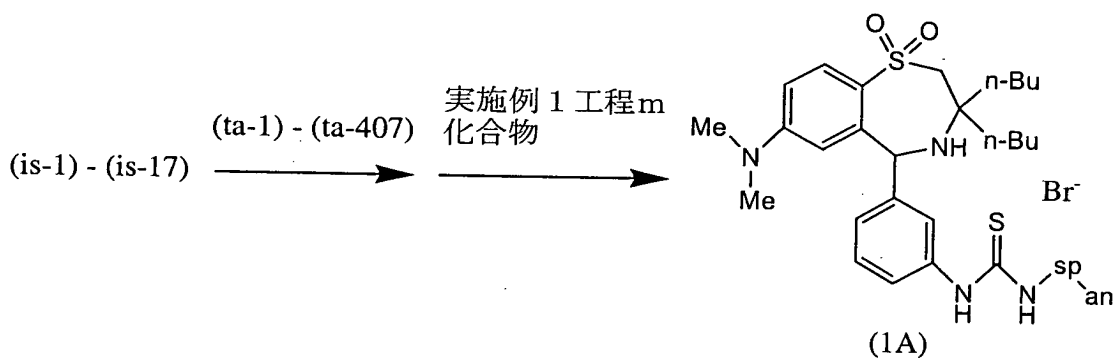 (is-1) - (is-17)
(ta-1) - (ta-407)
実施例 1 工程m
化合物
O O
S
n-Bu
n-Bu
NH
Me
N
Me
Br-
S
N
H
N
H
sp
an
(1A)